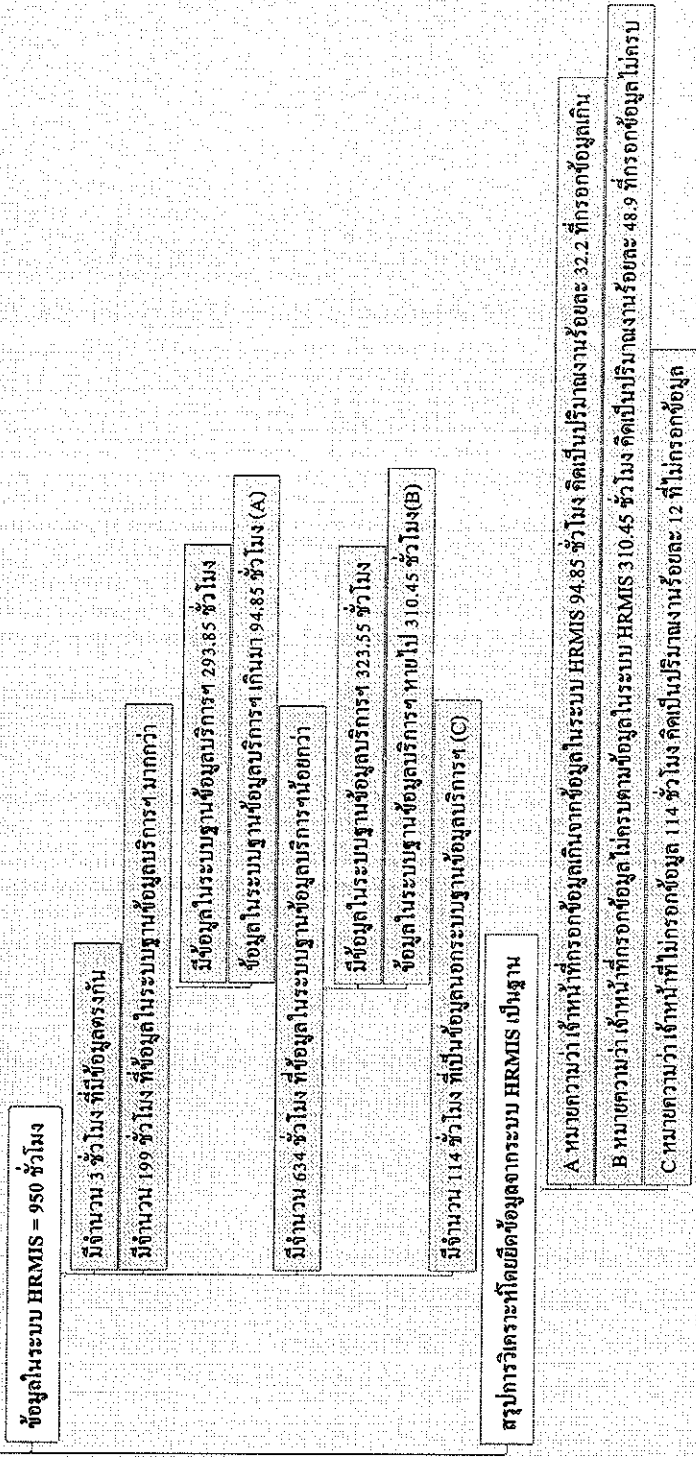 ข้อมูลในระบบ HRMIS = 950 ชั่วโมง
มีจำนวน 3 ชั่วโมง ที่มีข้อมูลตรงกัน
มีจำนวน 199 ชั่วโมง ที่ข้อมูลในระบบฐานข้อมูลบริการฯ มากกว่า
มีข้อมูลในระบบฐานข้อมูลบริการฯ 293.85 ชั่วโมง
ข้อมูลในระบบฐานข้อมูลบริการฯ เกินมา 94.85 ชั่วโมง (A)
มีจำนวน 634 ชั่วโมง ที่ข้อมูลในระบบฐานข้อมูลบริการฯน้อยกว่า
มีข้อมูลในระบบฐานข้อมูลบริการฯ 323.55 ชั่วโมง
ข้อมูลในระบบฐานข้อมูลบริการฯ หายไป 310.45 ชั่วโมง(B)
มีจำนวน 114 ชั่วโมง ที่เป็นข้อมูลนอกระบบฐานข้อมูลบริการฯ (C)
สรุปการวิเคราะห์โดยยึดข้อมูลจากระบบ HRMIS เป็นฐาน
A หมายความว่า เจ้าหน้าที่กรอกข้อมูลเกินจากข้อมูลในระบบ HRMIS 94.85 ชั่วโมง คิดเป็นปริมาณงานร้อยละ 32.2 ที่กรอกข้อมูลเกิน
B หมายความว่า เจ้าหน้าที่กรอกข้อมูลไม่ครบตามข้อมูลในระบบ HRMIS 310.45 ชั่วโมง คิดเป็นปริมาณงานร้อยละ 48.9 ที่กรอกข้อมูลไม่ครบ
C หมายความว่า เจ้าหน้าที่ไม่กรอกข้อมูล 114 ชั่วโมง คิดเป็นปริมาณงานร้อยละ 12 ที่ไม่กรอกข้อมูล